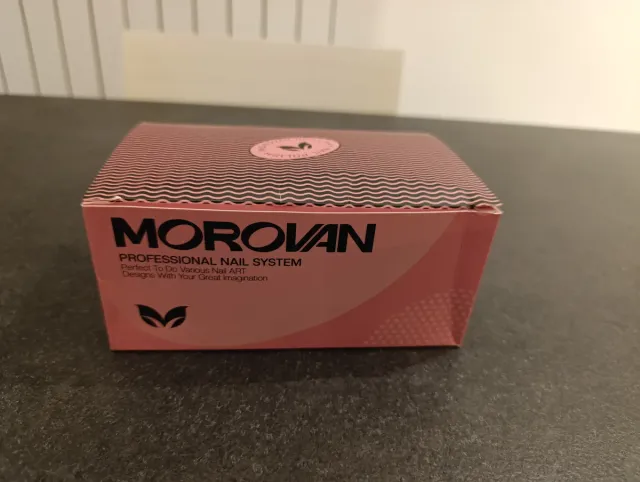 MOROVAN
PROFESSIONAL NAIL SYSTEM
Perfect To Do Various Nail ART
Designs With Your Great Imagination